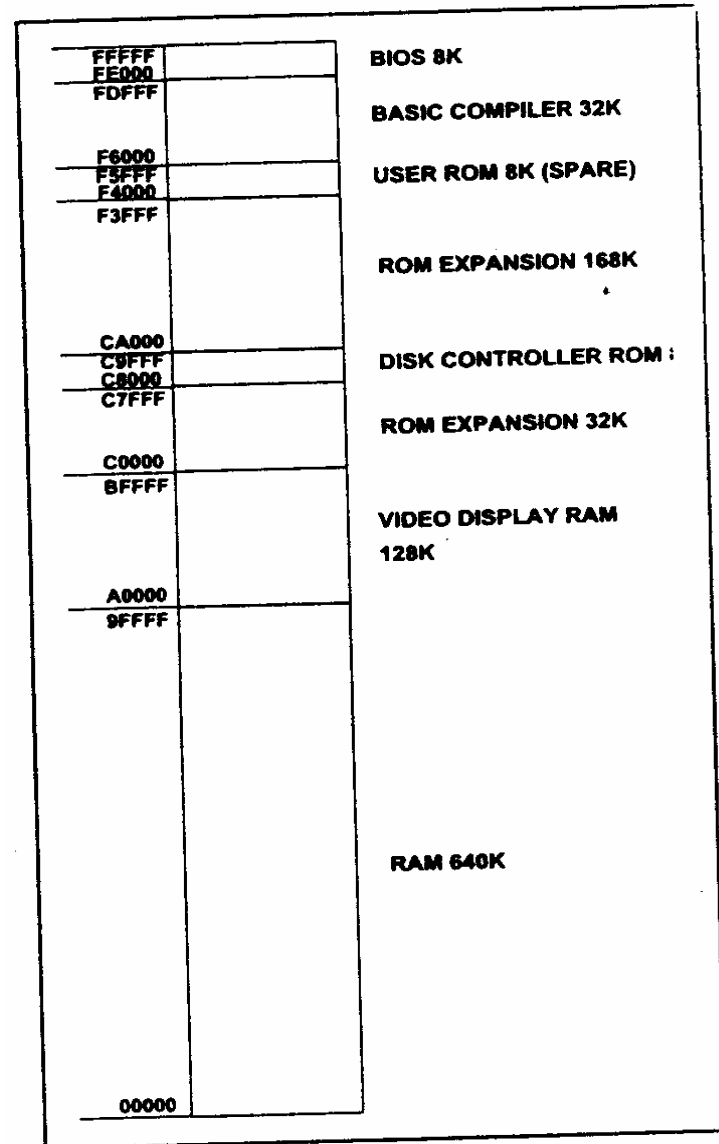 FFFFF
BIOS 8K
FE000
FDFFF
BASIC COMPILER 32K
F6000
F5FFF
USER ROM 8K (SPARE)
F4000
F3FFF
ROM EXPANSION 168K
CA000
C9FFF
DISK CONTROLLER ROM
C8000
C7FFF
ROM EXPANSION 32K
C0000
BFFFF
VIDEO DISPLAY RAM
128K
A0000
9FFFF
RAM 640K
00000